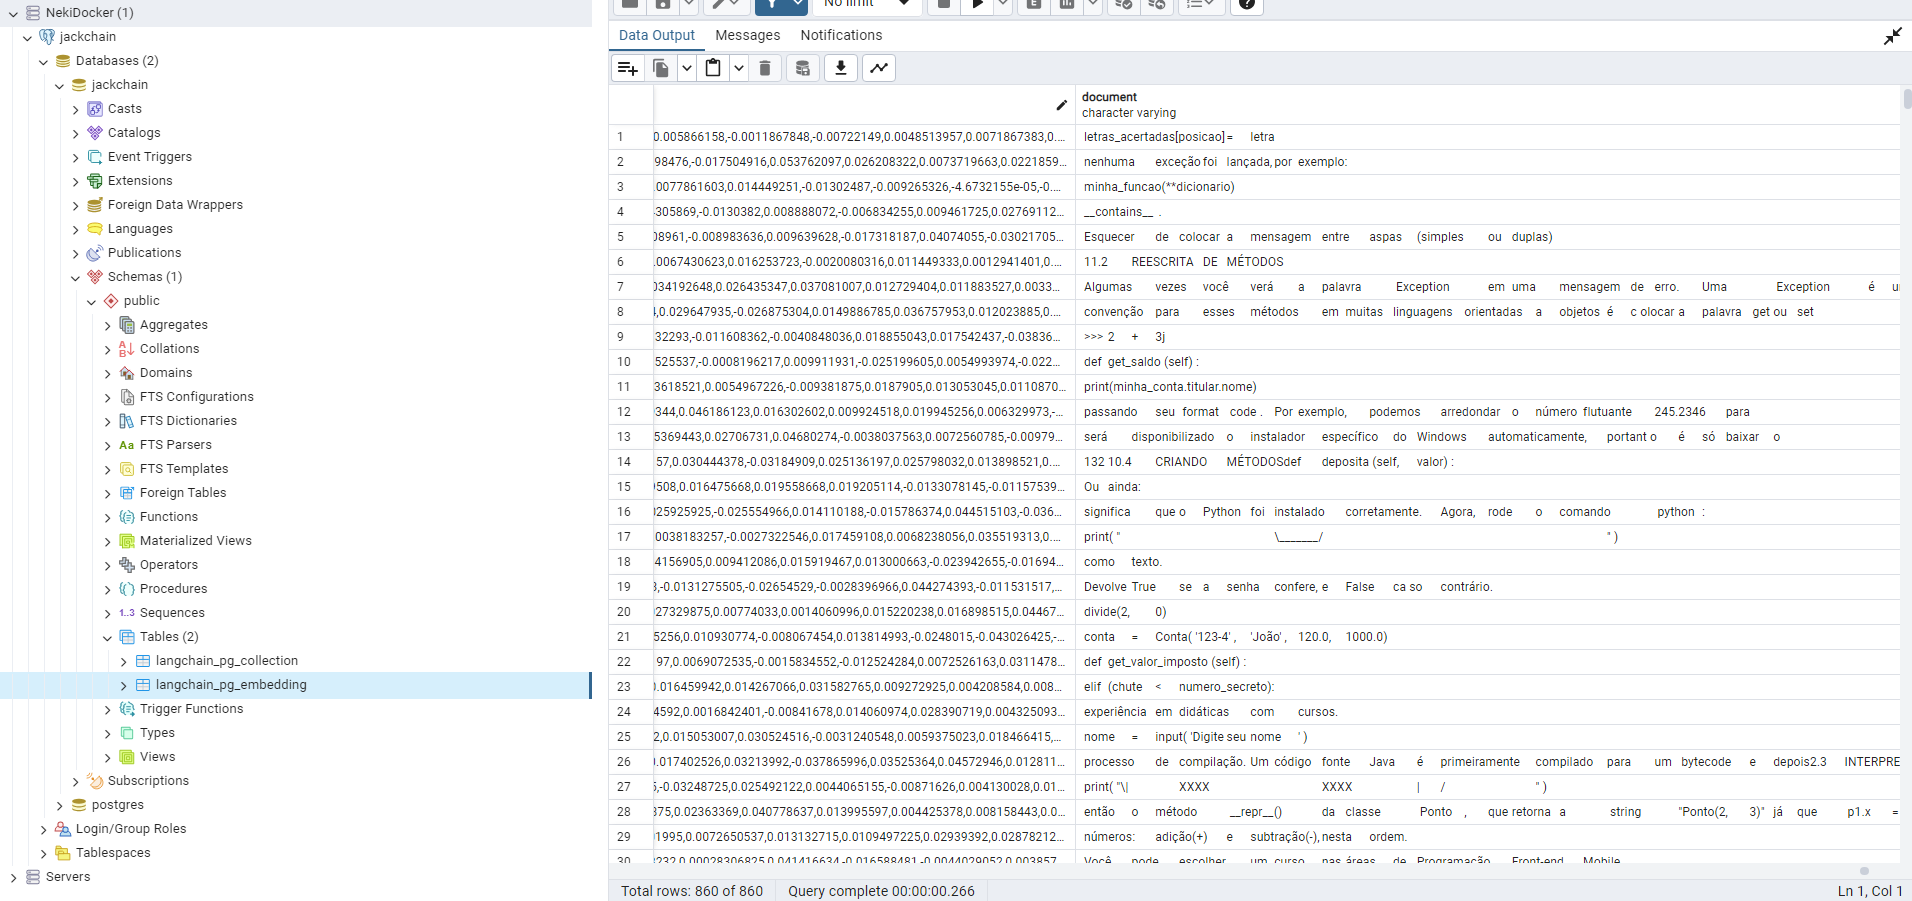 NekiDocker (1)
jackchain
Databases (2)
jackchain
Casts
Catalogs
Event Triggers
Extensions
Foreign Data Wrappers
Languages
Publications
Schemas (1)
public
Aggregates
Collations
Domains
FTS Configurations
FTS Dictionaries
Aa FTS Parsers
FTS Templates
Foreign Tables
Functions
Materialized Views
Operators
Procedures
1..3 Sequences
Tables (2)
langchain_pg_collection
langchain_pg_embedding
Trigger Functions
Types
Views
Subscriptions
postgres
Login/Group Roles
Tablespaces
Servers
No limit
Data Output Messages Notifications
document
character varying
1 0.005866158,-0.0011867848,-0.00722149,0.0048513957,0.0071867383,0.... letras_acertadas[posicao] = letra
2 98476,-0.017504916,0.053762097,0.026208322,0.0073719663,0.0221859... nenhuma exceção foi lançada, por exemplo:
3 .0077861603,0.014449251,-0.01302487,-0.009265326,-4.6732155e-05,-0.... minha_funcao(**dicionario)
4 305869,-0.0130382,0.008888072,-0.006834255,0.009461725,0.02769112... __contains__ .
5 08961,-0.008983636,0.009639628,-0.017318187,0.04074055,-0.03021705... Esquecer de colocar a mensagem entre aspas (simples ou duplas)
6 .0067430623,0.016253723,-0.0020080316,0.011449333,0.0012941401,0.... 11.2 REESCRITA DE MÉTODOS
7 034192648,0.026435347,0.037081007,0.012729404,0.011883527,0.0033... Algumas vezes você verá a palavra Exception em uma mensagem de erro. Uma Exception é
8 ,0.029647935,-0.026875304,0.0149886785,0.036757953,0.012023885,0.... convenção para esses métodos em muitas linguagens orientadas a objetos é c olocar a palavra get ou set
9 32293,-0.011608362,-0.0040848036,0.018855043,0.017542437,-0.03836... >>> 2 + 3j
10 525537,-0.0008196217,0.009911931,-0.025199605,0.0054993974,-0.022... def get_saldo (self) :
11 3618521,0.0054967226,-0.009381875,0.0187905,0.013053045,0.0110870... print(minha_conta.titular.nome)
12 0344,0.046186123,0.016302602,0.009924518,0.019945256,0.006329973,-... passando seu format code . Por exemplo, podemos arredondar o número flutuante 245.2346 para
13 5369443,0.02706731,0.04680274,-0.0038037563,0.0072560785,-0.00979... será disponibilizado o instalador específico do Windows automaticamente, portant o é só baixar o
14 57,0.030444378,-0.03184909,0.025136197,0.025798032,0.013898521,0.... 132 10.4 CRIANDO MÉTODOSdef deposita (self, valor) :
15 9508,0.016475668,0.019558668,0.019205114,-0.0133078145,-0.01157539... Ou ainda:
16 025925925,-0.025554966,0.014110188,-0.015786374,0.044515103,-0.036... significa que o Python foi instalado corretamente. Agora, rode o comando python :
17 0038183257,-0.0027322546,0.017459108,0.0068238056,0.035519313,0.... print( " \_______/ " )
18 4156905,0.009412086,0.015919467,0.013000663,-0.023942655,-0.01694... como texto.
19 ,-0.0131275505,-0.02654529,-0.0028396966,0.044274393,-0.011531517,... Devolve True se a senha confere, e False ca so contrário.
20 027329875,0.00774033,0.0014060996,0.015220238,0.016898515,0.04467... divide(2, 0)
21 5256,0.010930774,-0.008067454,0.013814993,-0.0248015,-0.043026425,-... conta = Conta( '123-4' , 'João' , 120.0, 1000.0)
22 97,0.0069072535,-0.0015834552,-0.012524284,0.0072526163,0.0311478... def get_valor_imposto (self) :
23 0.016459942,0.014267066,0.031582765,0.009272925,0.004208584,0.008... elif (chute < numero_secreto):
24 4592,0.0016842401,-0.00841678,0.014060974,0.028390719,0.004325093... experiência em didáticas com cursos.
25 2,0.015053007,0.030524516,-0.0031240548,0.0059375023,0.018466415,... nome = input( 'Digite seu nome ' )
26 0.017402526,0.03213992,-0.037865996,0.03525364,0.04572946,0.012811... processo de compilação. Um código fonte Java é primeiramente compilado para um bytecode e depois2.3 INTERPRE
27 ,-0.03248725,0.025492122,0.0044065155,-0.00871626,0.004130028,0.01... print( "\| XXXX XXXX | / " )
28 375,0.02363369,0.040778637,0.013995597,0.004425378,0.008158443,0.0... então o método __repr__() da classe Ponto , que retorna a string "Ponto(2, 3)" já que p1.x =
29 1995,0.0072650537,0.013132715,0.0109497225,0.02939392,0.02878212... números: adição(+) e subtração(-), nesta ordem.
30 3232,0.00028306825,0.041416634,-0.016588481,-0.0044029052,0.003857... Você pode escolher um curso nas áreas de Programação, Front-end, Mobile
Total rows: 860 of 860 Query complete 00:00:00.266 Ln 1, Col 1